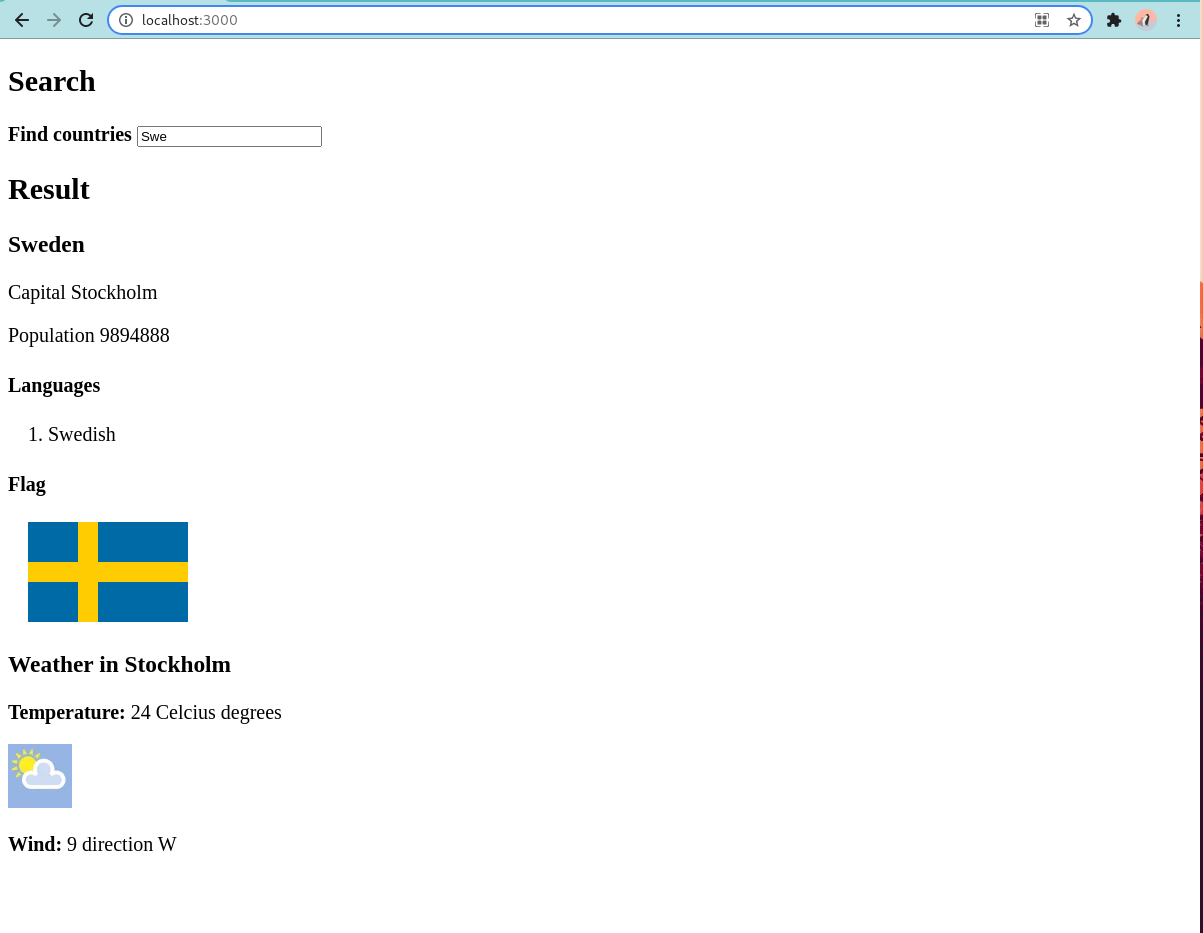 localhost:3000
Search
Find countries Swe
Result
Sweden
Capital Stockholm
Population 9894888
Languages
1. Swedish
Flag
Weather in Stockholm
Temperature: 24 Celcius degrees
Wind: 9 direction W